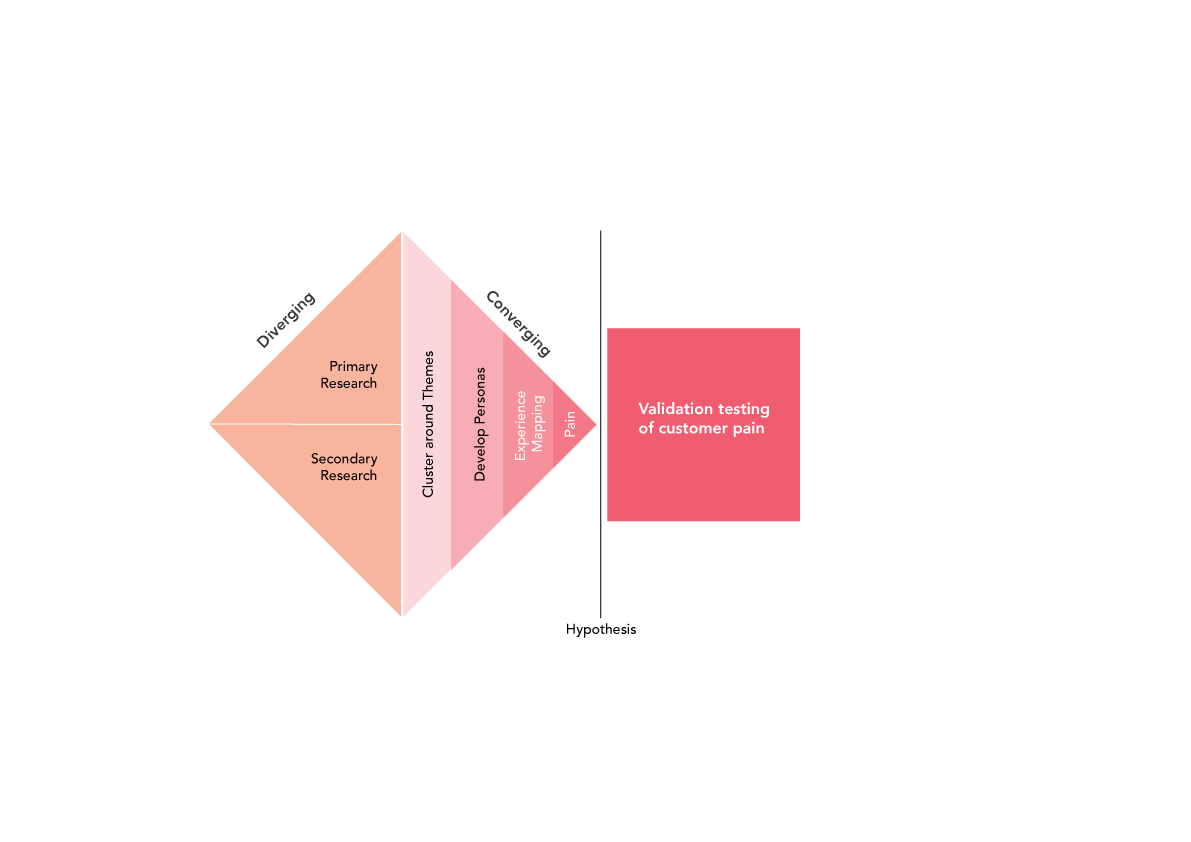 Diverging
Converging
Primary
Research
Secondary
Research
Cluster around Themes
Develop Personas
Experience
Mapping
Pain
Validation testing
of customer pain
Hypothesis